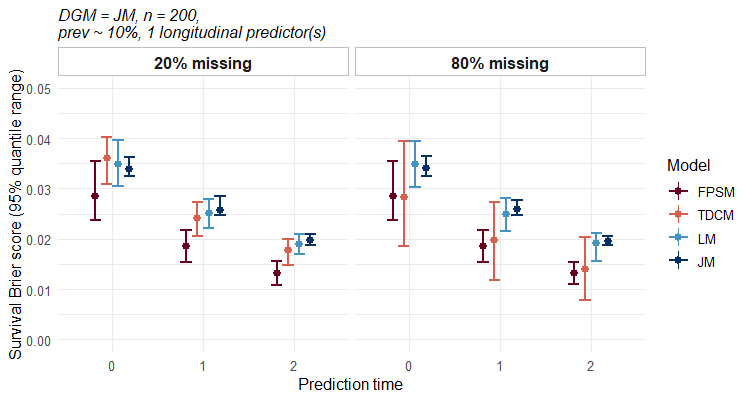 DGM = JM, n = 200,
prev ~ 10%, 1 longitudinal predictor(s)
20% missing
80% missing
Survival Brier score (95% quantile range)
0.05
0.04
0.03
0.02
0.01
0.00
0
1
2
0
1
2
Prediction time
Model
FPSM
TDCM
LM
JM